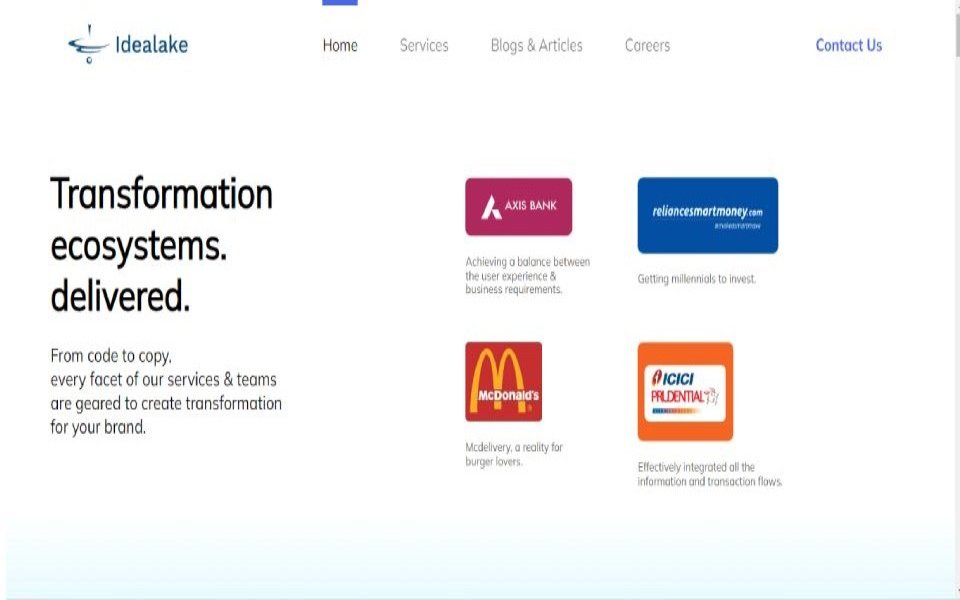 Idealake
Home
Services
Blogs & Articles
Careers
Contact Us
Transformation
ecosystems.
delivered.
From code to copy,
every facet of our services & teams
are geared to create transformation
for your brand.
AXIS BANK
Achieving a balance between
the user experience &
business requirements.
reliancesmartmoney.com
Getting millennials to invest.
McDonald's
Mcdelivery, a reality for
burger lovers.
ICICI
PRUDENTIAL
Effectively integrated all the
information and transaction flows.